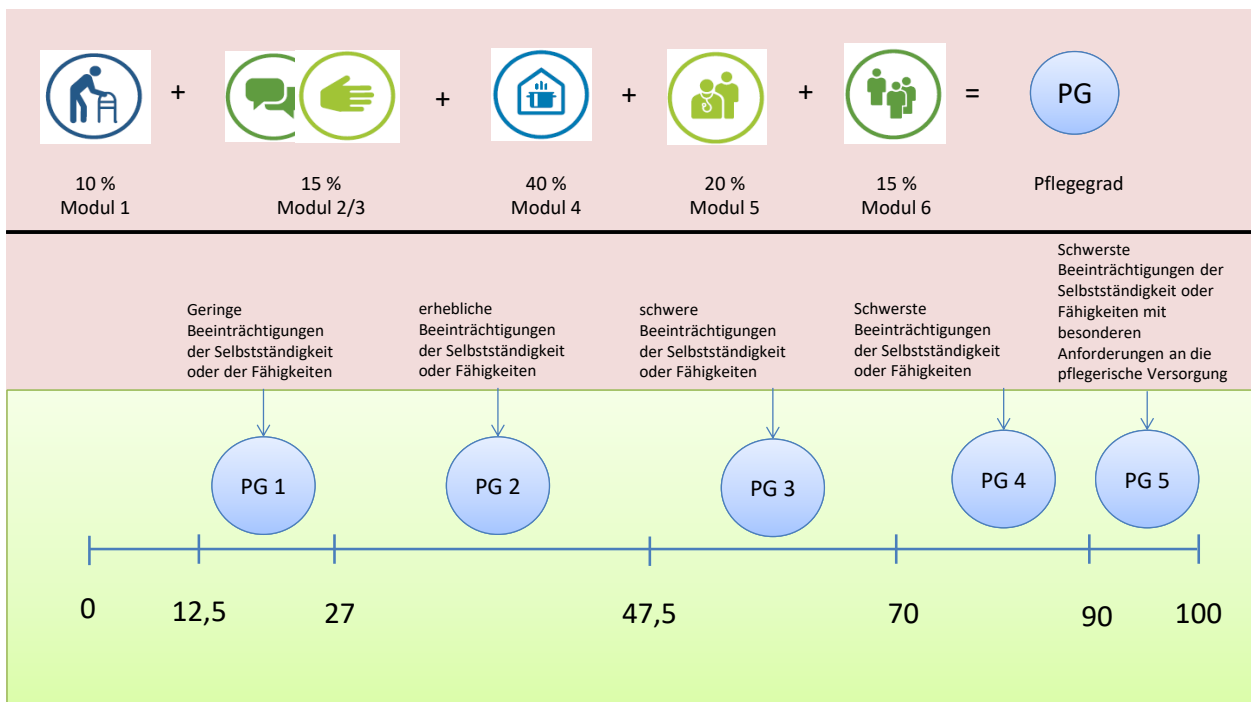 + + + + = PG
10 % 15 % 40 % 20 % 15 % Pflegegrad
Modul 1 Modul 2/3 Modul 4 Modul 5 Modul 6
Geringe
Beeinträchtigungen
der Selbstständigkeit
oder der Fähigkeiten
erhebliche
Beeinträchtigungen
der Selbstständigkeit
oder Fähigkeiten
schwere
Beeinträchtigungen
der Selbstständigkeit
oder Fähigkeiten
Schwerste
Beeinträchtigungen
der Selbstständigkeit
oder Fähigkeiten
Schwerste
Beeinträchtigungen der
Selbstständigkeit oder
Fähigkeiten mit
besonderen
Anforderungen an die
pflegerische Versorgung
PG 1 PG 2 PG 3 PG 4 PG 5
0 12,5 27 47,5 70 90 100